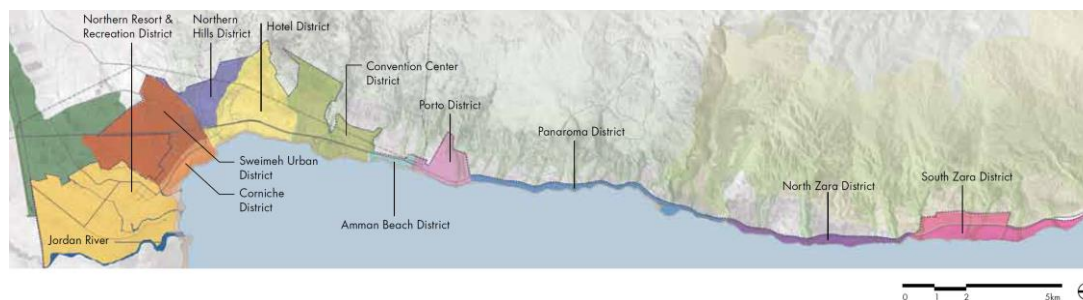 Northern Resort &
Recreation District
Northern
Hills District
Hotel District
Convention Center
District
Porto District
Panaroma District
Sweimeh Urban
District
Corniche
District
Amman Beach District
North Zara District
South Zara District
Jordan River
0 1 2 5km